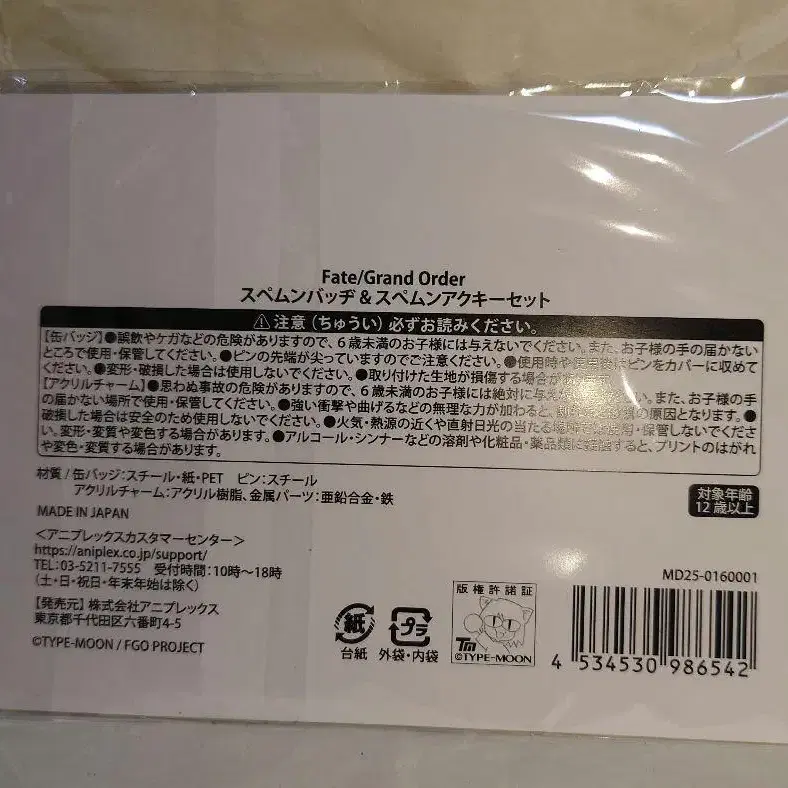 Fate/Grand Order
スペムンバッヂ&スペムンアクキーセット
⚠注意(ちゅうい)必ずお読みください。
【缶バッジ】●誤飲やケガなどの危険がありますので、6歳未満のお子様には与えないでください。また、お子様の手の届かない
ところで使用・保管してください。●ピンの先端が尖っていますのでご注意ください。●使用時や使用後はピンをカバーに収めて
ください。●変形・破損した場合は使用しないでください。●取り付けた生地が損傷する場合が
【アクリルチャーム】●思わぬ事故の危険がありますので、6歳未満のお子様には絶対に与えないでください。また、お子様の手
の届かない場所で使用・保管してください。●強い衝撃や曲げるなどの無理な力が加わると、の原因となります。●
破損した場合は安全のため使用しないでください。●火気・熱源の近くや直射日光の当たる場所で使用・保管しないでくださ
い。変形・変質や変色する場合があります。●アルコール・シンナーなどの溶剤や化粧品・薬品類に接触すると、プリントのはがれ
や変色・変質する場合があります。
材質/缶バッジ:スチール・紙・PET ピン:スチール
アクリルチャーム:アクリル樹脂、金属パーツ:亜鉛合金・鉄
対象年齢
12歳以上
MADE IN JAPAN
<アニプレックスカスタマーセンター>
https://aniplex.co.jp/support/
TEL:03-5211-7555 受付時間:10時〜18時
(土・日・祝日・年末年始は除く)
【発売元】株式会社アニプレックス
東京都千代田区六番町4-5
©TYPE-MOON / FGO PROJECT
紙
台紙
プラ
外袋・内袋
版権許諾証
TM
©TYPE-MOON
MD25-0160001
4 534530 986542